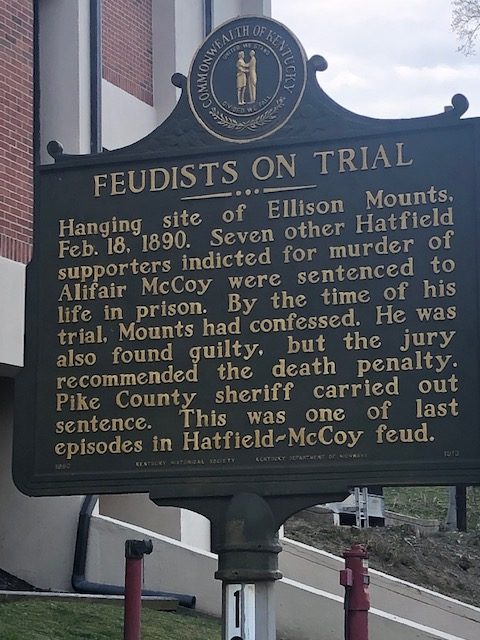 COMMONWEALTH OF KENTUCKY
UNITED WE STAND
DIVIDED WE FALL
FEUDISTS ON TRIAL
Hanging site of Ellison Mounts,
Feb. 18, 1890. Seven other Hatfield
supporters indicted for murder of
Alifair McCoy were sentenced to
life in prison. By the time of his
trial, Mounts had confessed. He was
also found guilty, but the jury
recommended the death penalty.
Pike County sheriff carried out
sentence. This was one of last
episodes in Hatfield-McCoy feud.
KENTUCKY HISTORICAL SOCIETY KENTUCKY DEPARTMENT OF HIGHWAYS
1